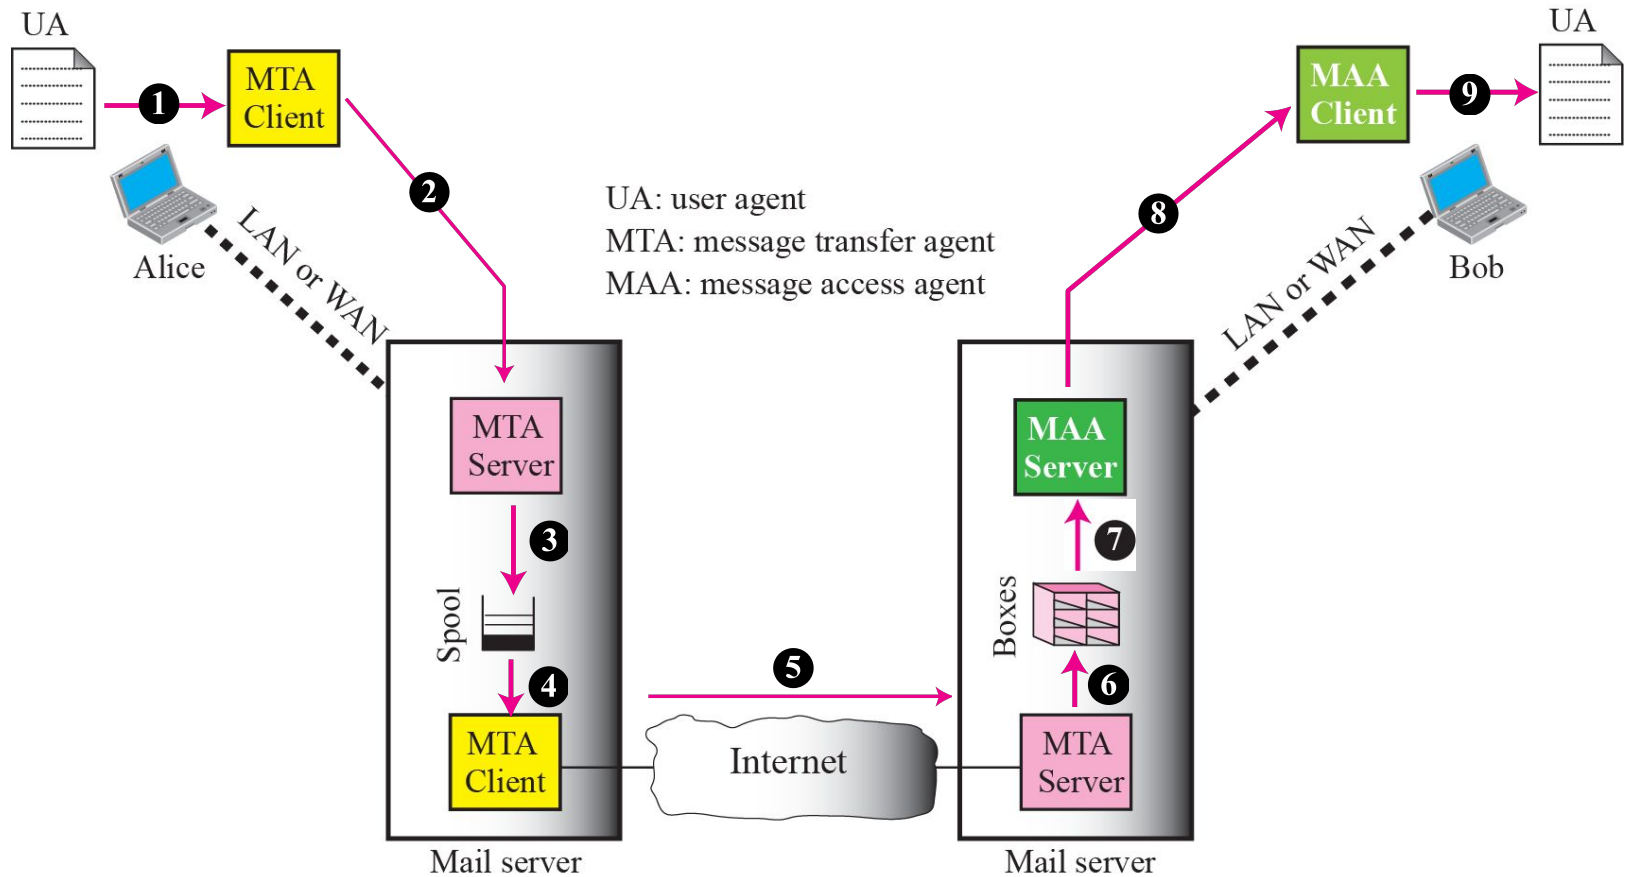 UA
UA
MTA
Client
MAA
Client
1
9
2
8
UA: user agent
MTA: message transfer agent
MAA: message access agent
Alice
LAN or WAN
Bob
LAN or WAN
MTA
Server
MAA
Server
3
7
Spool
Boxes
4
5
6
MTA
Client
Internet
MTA
Server
Mail server
Mail server